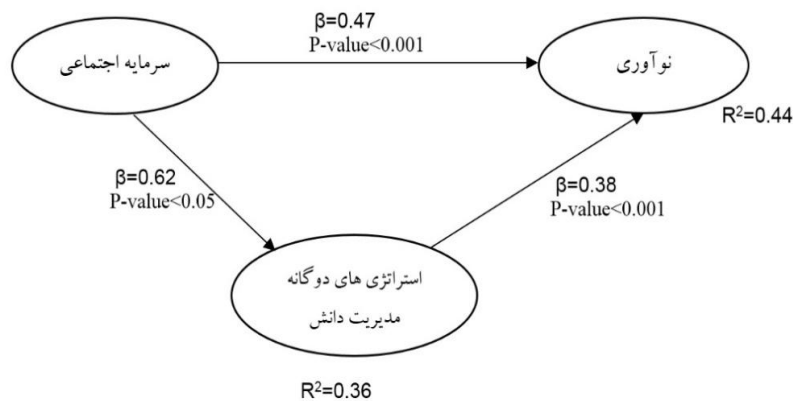 β=0.47
P-value<0.001
سرمایه اجتماعی
نوآوری
R²=0.44
β=0.62
P-value<0.05
β=0.38
P-value<0.001
استراتژی های دوگانه
مدیریت دانش
R²=0.36